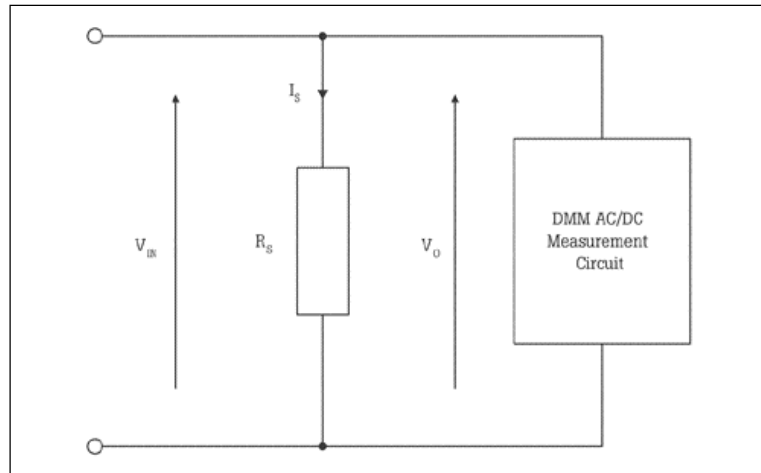 I_S
V_IN
R_S
V_O
DMM AC/DC
Measurement
Circuit